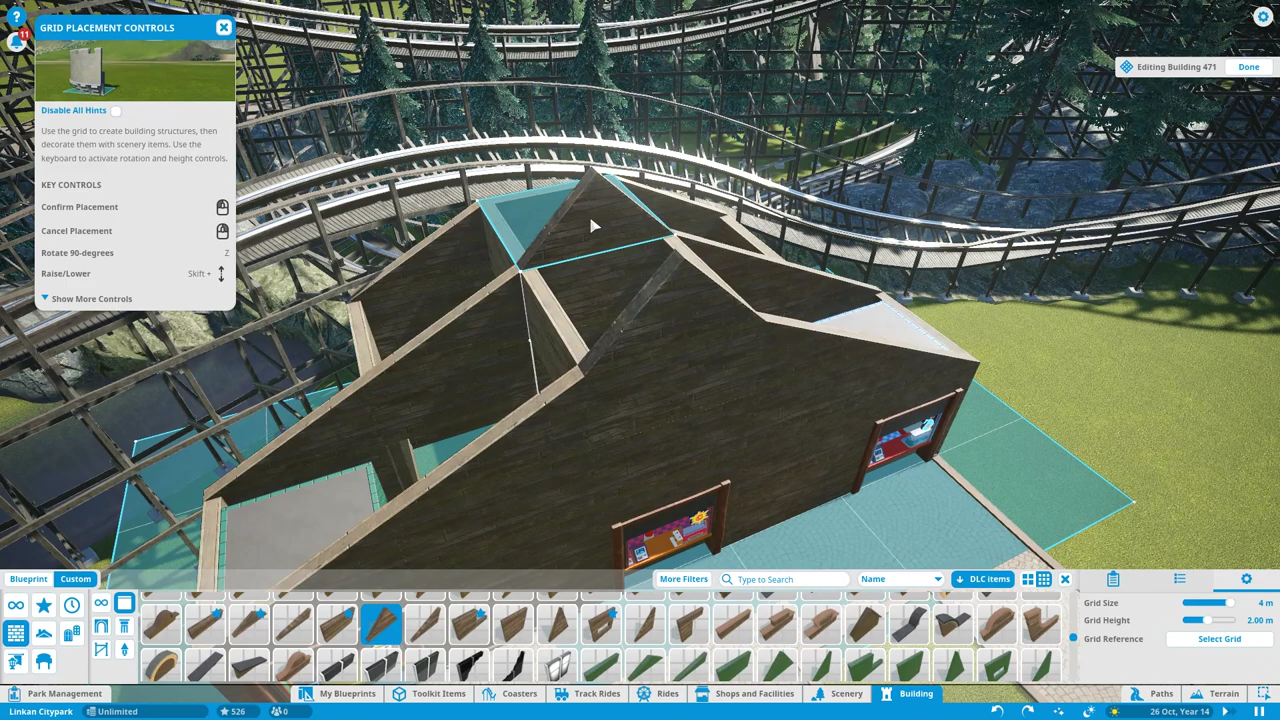 ?
11
GRID PLACEMENT CONTROLS
Disable All Hints
Use the grid to create building structures, then
decorate them with scenery items. Use the
keyboard to activate rotation and height controls.
KEY CONTROLS
Confirm Placement
Cancel Placement
Rotate 90-degrees Z
Raise/Lower Skift +
Show More Controls
Editing Building 471 Done
Blueprint Custom
More Filters Type to Search Name DLC items
Grid Size 4 m
Grid Height 2.00 m
Grid Reference Select Grid
Park Management My Blueprints Toolkit Items Coasters Track Rides Rides Shops and Facilities Scenery Building Paths Terrain
Linkan Citypark Unlimited 526 0 26 Oct, Year 14